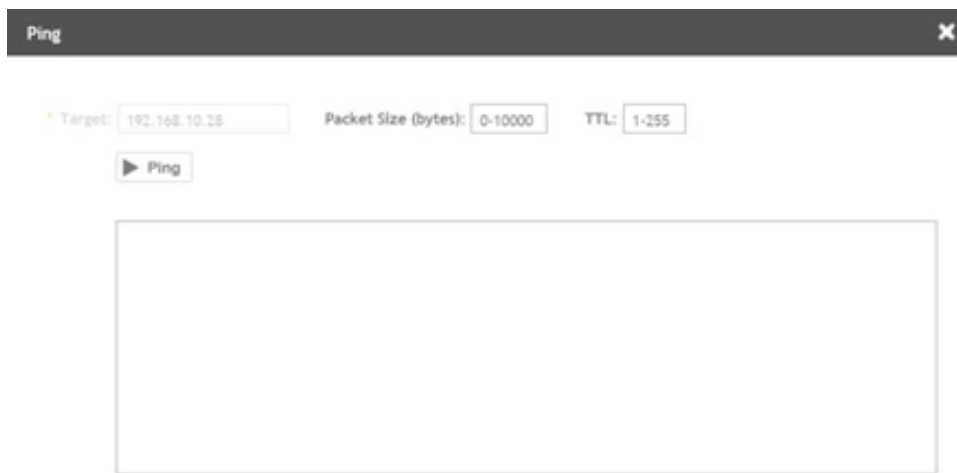 Ping
* Target: 192.168.10.28 Packet Size (bytes): 0-10000 TTL: 1-255
Ping